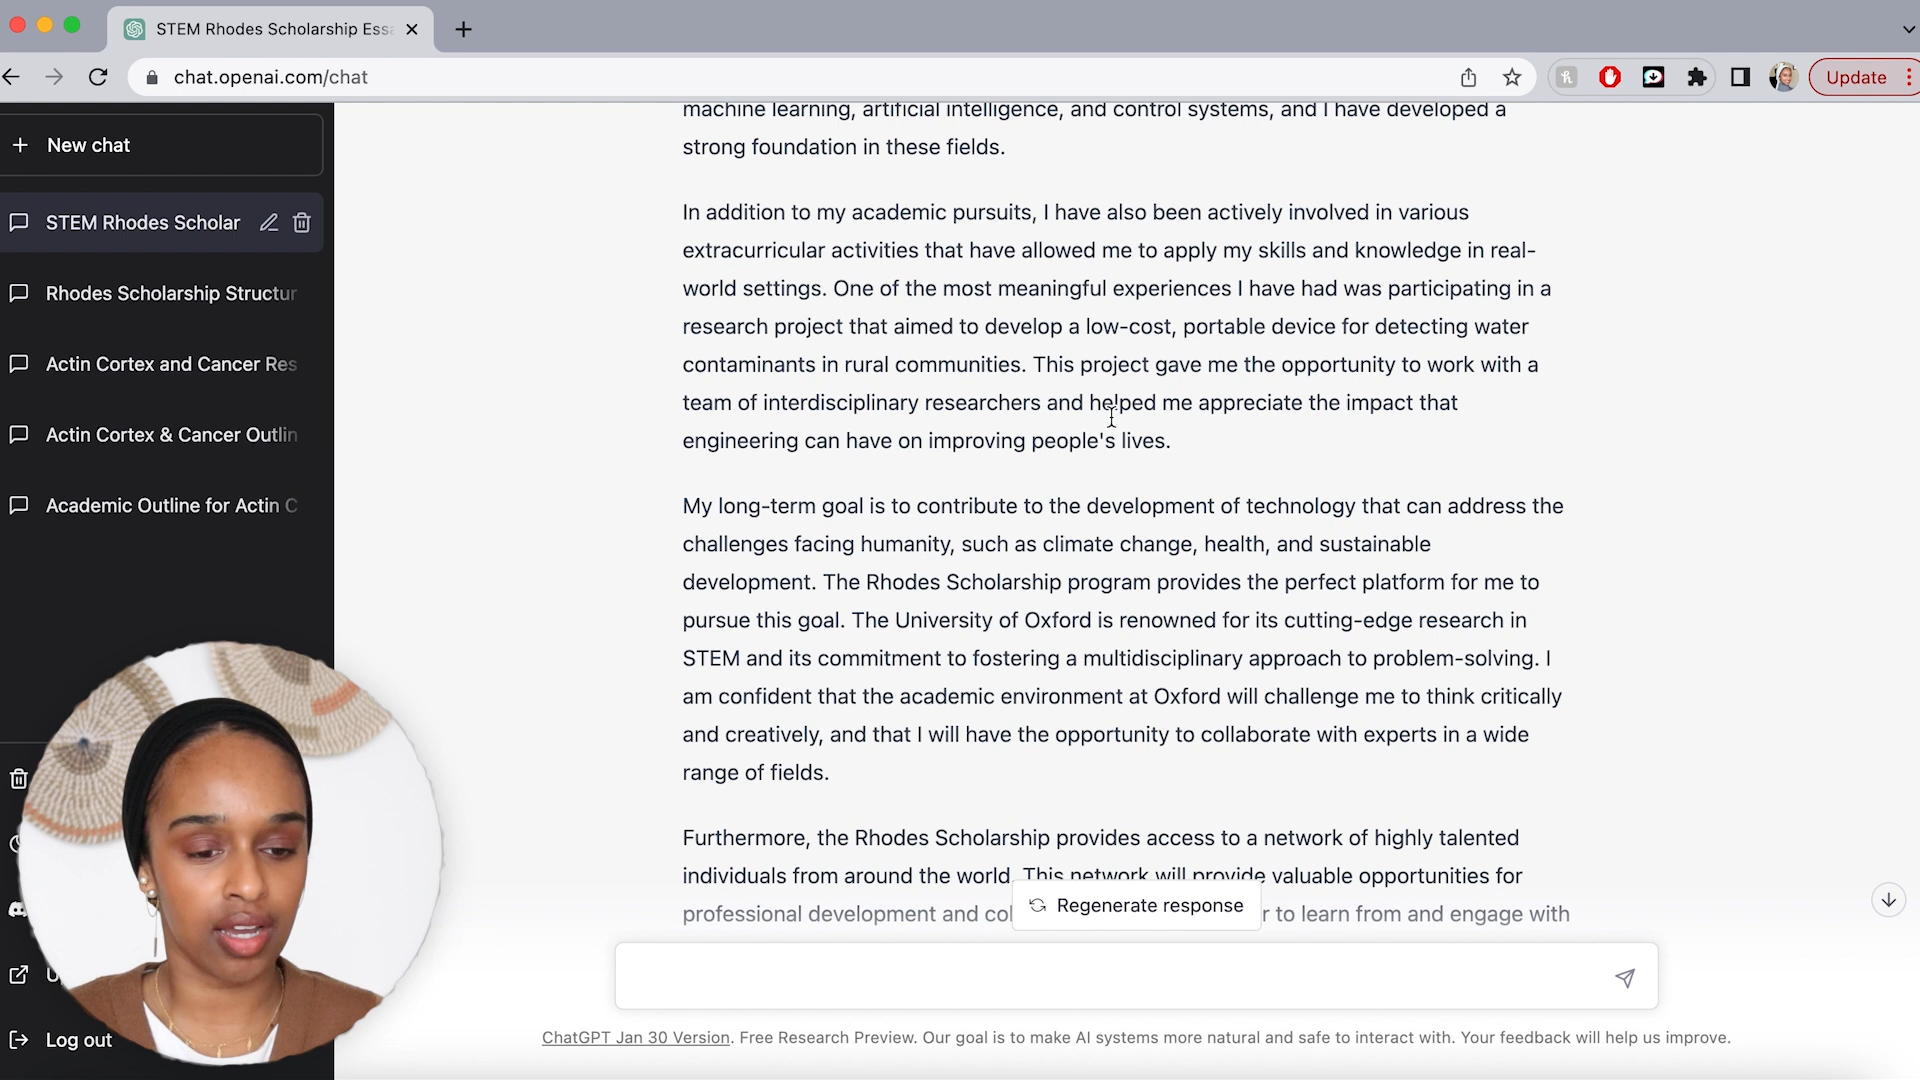 STEM Rhodes Scholarship Ess
chat.openai.com/chat
Update
New chat
STEM Rhodes Scholar
Rhodes Scholarship Structur
Actin Cortex and Cancer Res
Actin Cortex & Cancer Outlin
Academic Outline for Actin C
Log out
machine learning, artificial intelligence, and control systems, and I have developed a
strong foundation in these fields.
In addition to my academic pursuits, I have also been actively involved in various
extracurricular activities that have allowed me to apply my skills and knowledge in real-
world settings. One of the most meaningful experiences I have had was participating in a
research project that aimed to develop a low-cost, portable device for detecting water
contaminants in rural communities. This project gave me the opportunity to work with a
team of interdisciplinary researchers and helped me appreciate the impact that
engineering can have on improving people's lives.
My long-term goal is to contribute to the development of technology that can address the
challenges facing humanity, such as climate change, health, and sustainable
development. The Rhodes Scholarship program provides the perfect platform for me to
pursue this goal. The University of Oxford is renowned for its cutting-edge research in
STEM and its commitment to fostering a multidisciplinary approach to problem-solving. I
am confident that the academic environment at Oxford will challenge me to think critically
and creatively, and that I will have the opportunity to collaborate with experts in a wide
range of fields.
Furthermore, the Rhodes Scholarship provides access to a network of highly talented
individuals from around the world. This network will provide valuable opportunities for
professional development and col
r to learn from and engage with
Regenerate response
ChatGPT Jan 30 Version. Free Research Preview. Our goal is to make AI systems more natural and safe to interact with. Your feedback will help us improve.